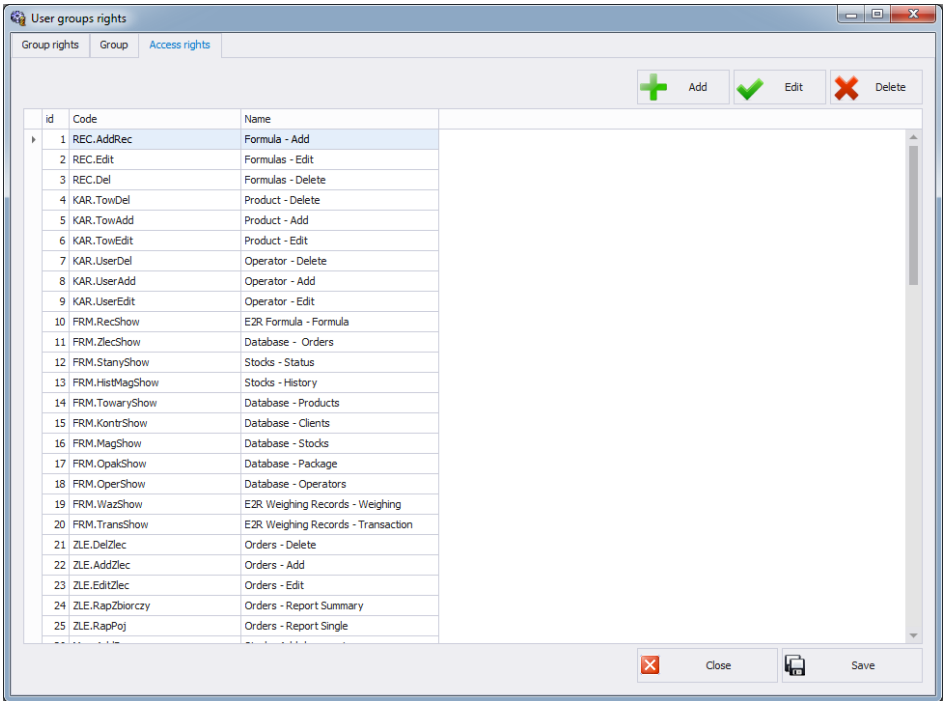 User groups rights
Group rights Group Access rights
Add Edit Delete
id Code Name
1 REC.AddRec Formula - Add
2 REC.Edit Formulas - Edit
3 REC.Del Formulas - Delete
4 KAR.TowDel Product - Delete
5 KAR.TowAdd Product - Add
6 KAR.TowEdit Product - Edit
7 KAR.UserDel Operator - Delete
8 KAR.UserAdd Operator - Add
9 KAR.UserEdit Operator - Edit
10 FRM.RecShow E2R Formula - Formula
11 FRM.ZlecShow Database - Orders
12 FRM.StanyShow Stocks - Status
13 FRM.HistMagShow Stocks - History
14 FRM.TowaryShow Database - Products
15 FRM.KontrShow Database - Clients
16 FRM.MagShow Database - Stocks
17 FRM.OpakShow Database - Package
18 FRM.OperShow Database - Operators
19 FRM.WazShow E2R Weighing Records - Weighing
20 FRM.TransShow E2R Weighing Records - Transaction
21 ZLE.DelZlec Orders - Delete
22 ZLE.AddZlec Orders - Add
23 ZLE.EditZlec Orders - Edit
24 ZLE.RapZbiorczy Orders - Report Summary
25 ZLE.RapPoj Orders - Report Single
Close Save